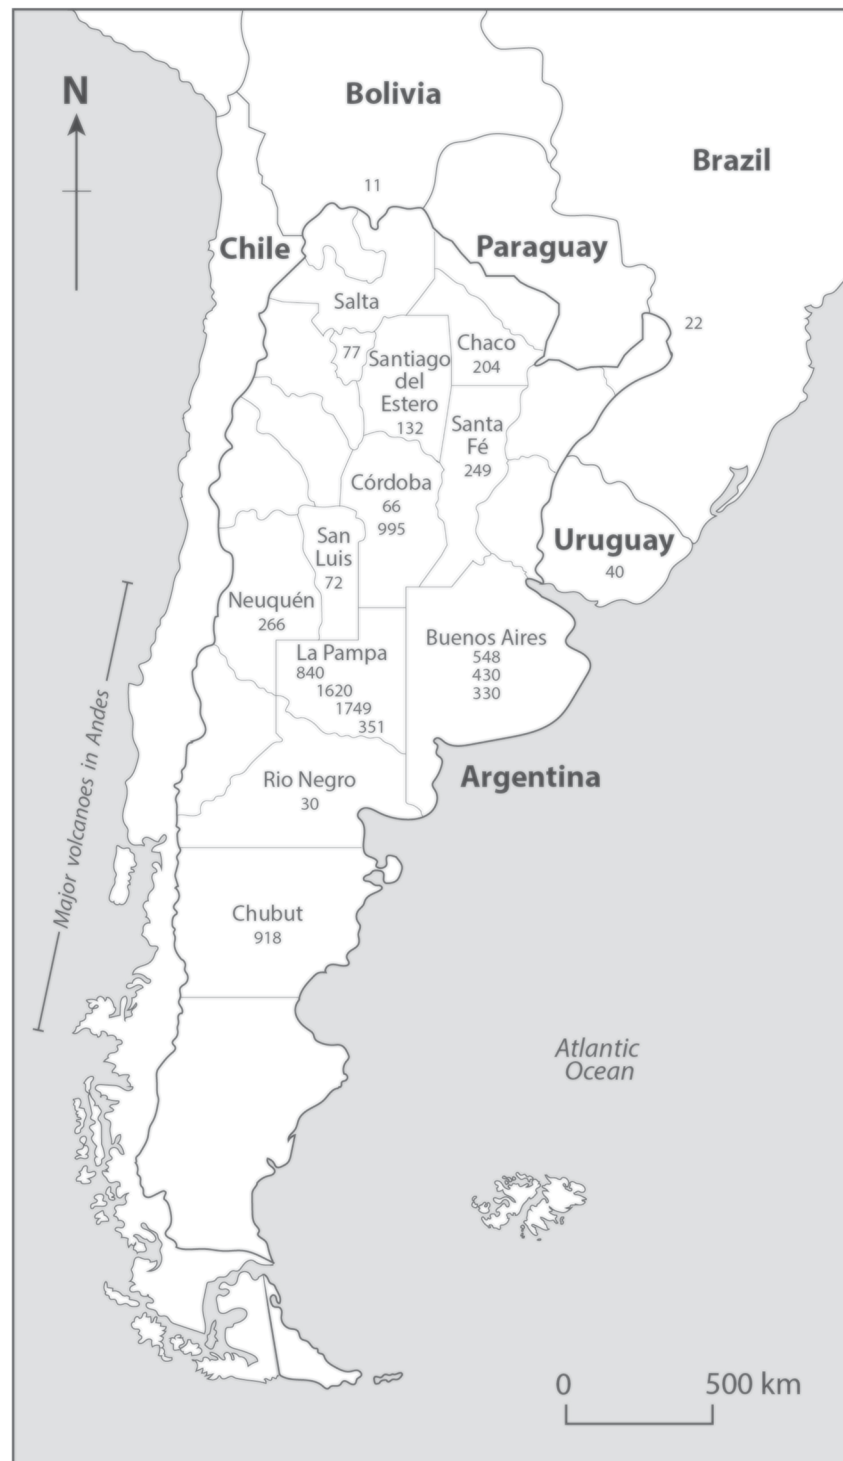 N
Bolivia
Brazil
11
Chile
Paraguay
Salta
22
Chaco
204
77
Santiago
del
Estero
132
Santa
Fé
249
Córdoba
66
995
San
Luis
72
Uruguay
40
Neuquén
266
Buenos Aires
548
430
330
La Pampa
840
1620
1749
351
Major volcanoes in Andes
Rio Negro
30
Argentina
Chubut
918
Atlantic
Ocean
0 500 km